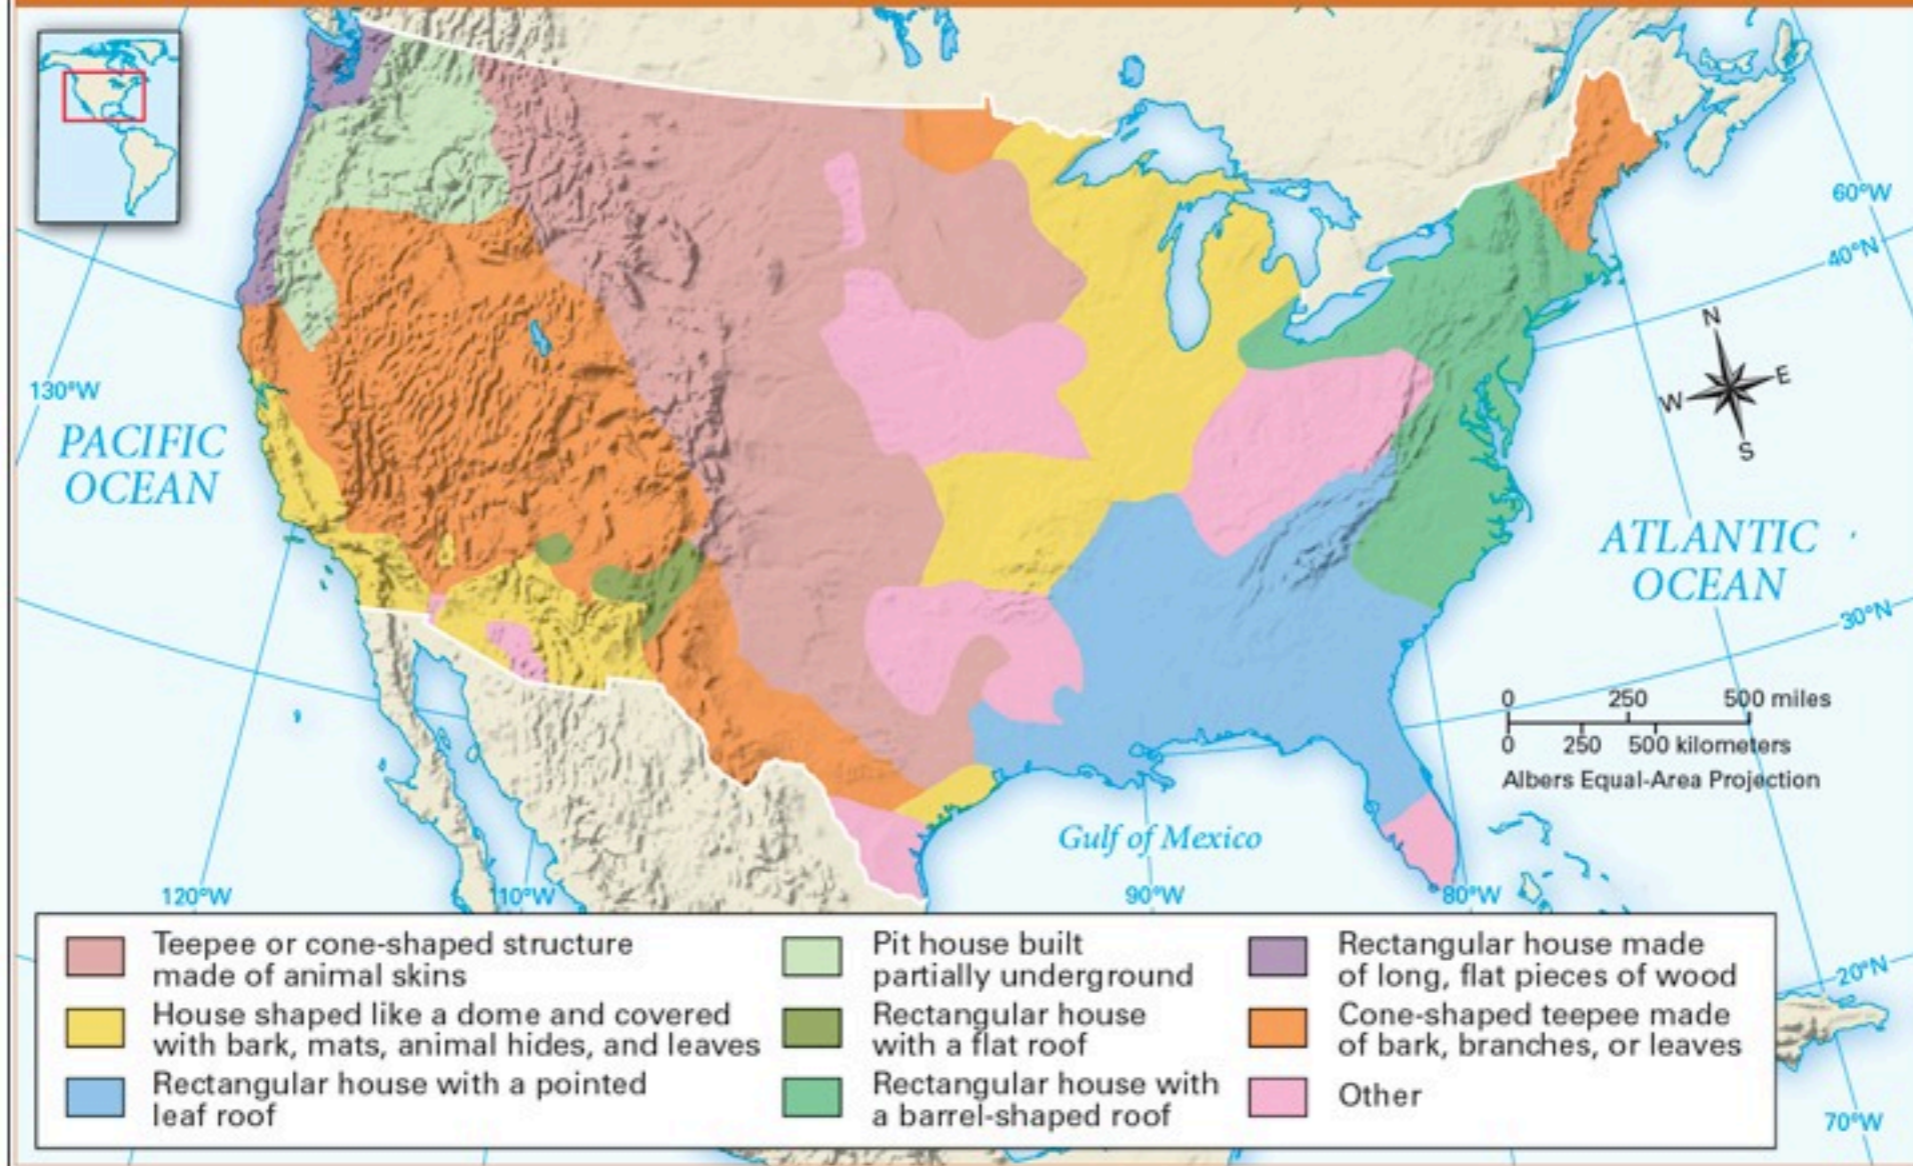 60°W
40°N
N
W
E
S
130°W
PACIFIC
OCEAN
ATLANTIC
OCEAN
30°N
0 250 500 miles
0 250 500 kilometers
Albers Equal-Area Projection
Gulf of Mexico
120°W
110°W
90°W
80°W
Teepee or cone-shaped structure
made of animal skins
House shaped like a dome and covered
with bark, mats, animal hides, and leaves
Rectangular house with a pointed
leaf roof
Pit house built
partially underground
Rectangular house
with a flat roof
Rectangular house with
a barrel-shaped roof
Rectangular house made
of long, flat pieces of wood
Cone-shaped teepee made
of bark, branches, or leaves
Other
20°N
70°W